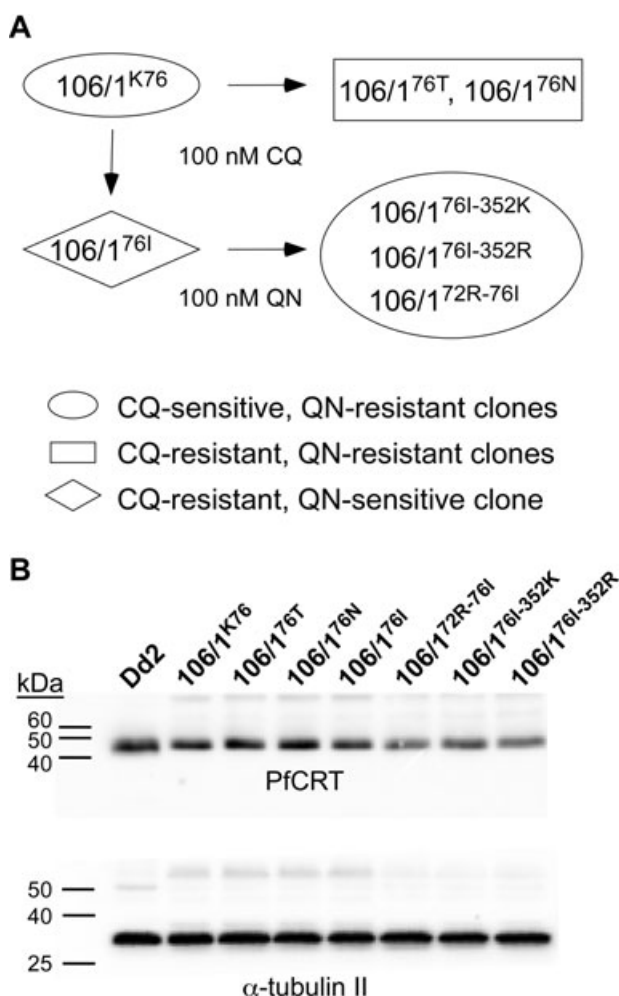 A
106/1K76
106/176T, 106/176N
100 nM CQ
106/176I
106/176I-352K
106/176I-352R
106/172R-76I
100 nM QN
CQ-sensitive, QN-resistant clones
CQ-resistant, QN-resistant clones
CQ-resistant, QN-sensitive clone
B
kDa
Dd2
106/1K76
106/176T
106/176N
106/176I
106/172R-76I
106/176I-352K
106/176I-352R
60
50
40
PfCRT
50
40
25
α-tubulin II